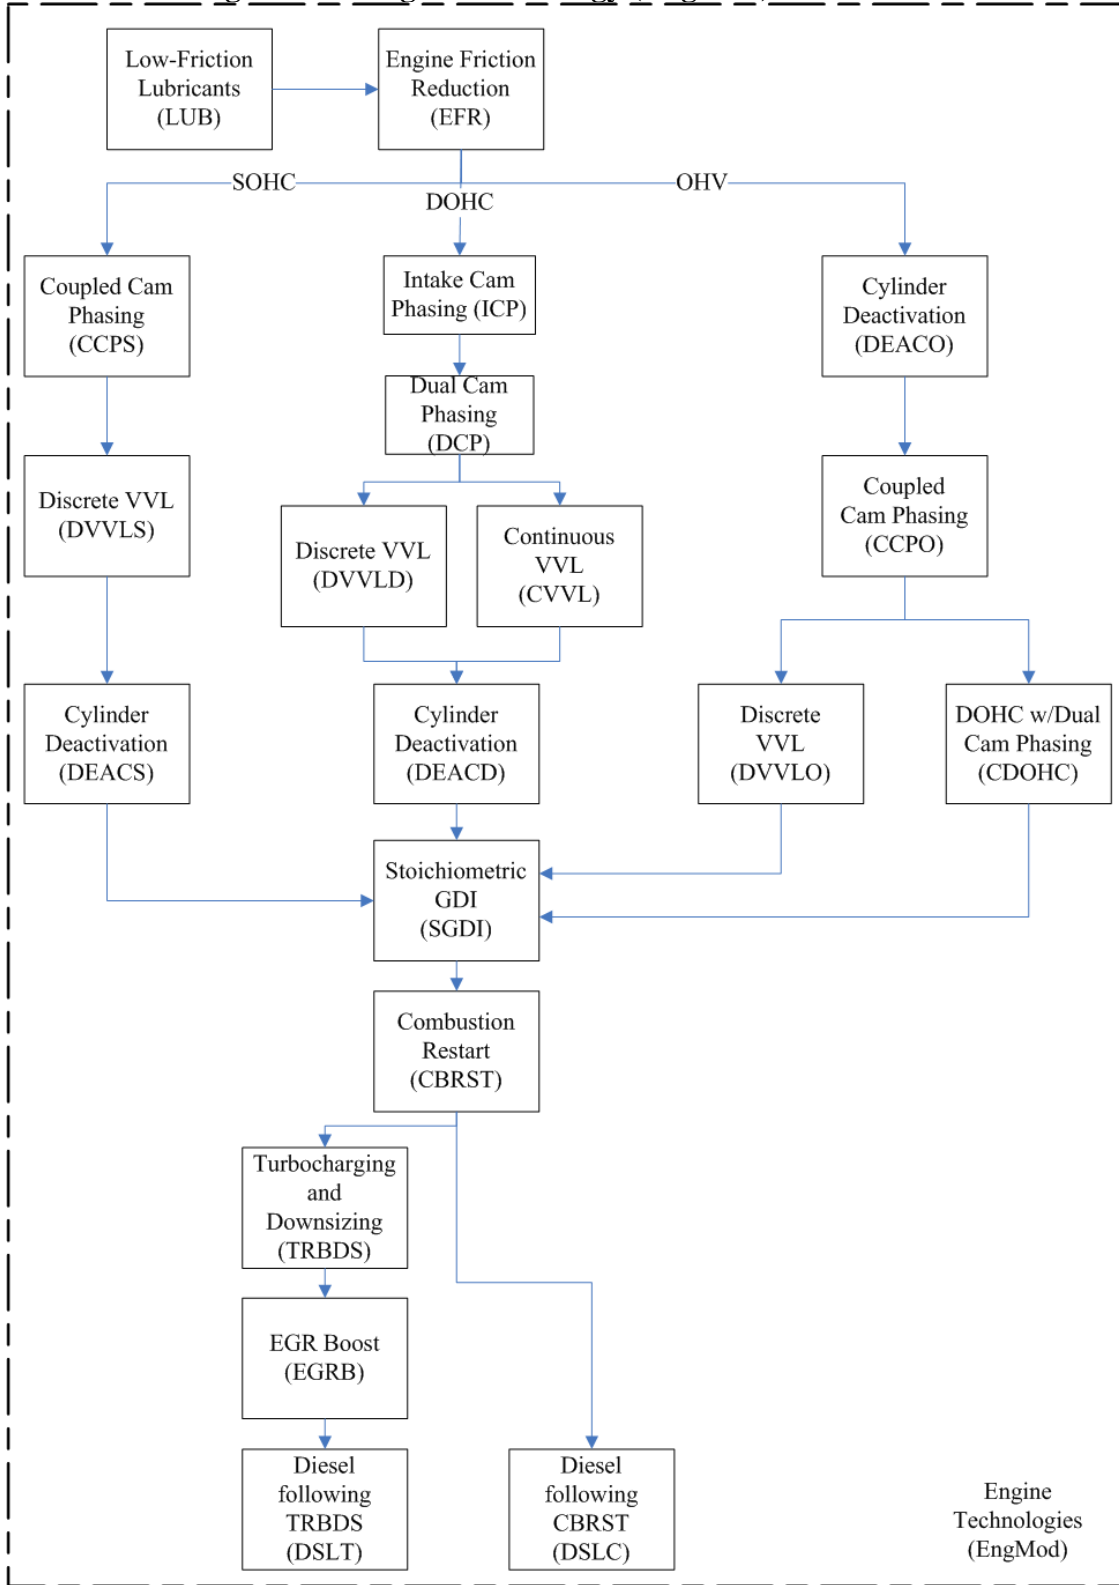 Low-Friction
Lubricants
(LUB)
Engine Friction
Reduction
(EFR)
SOHC
DOHC
OHV
Coupled Cam
Phasing
(CCPS)
Intake Cam
Phasing (ICP)
Cylinder
Deactivation
(DEACO)
Dual Cam
Phasing
(DCP)
Discrete VVL
(DVVLS)
Discrete VVL
(DVVLD)
Continuous
VVL
(CVVL)
Coupled
Cam Phasing
(CCPO)
Cylinder
Deactivation
(DEACS)
Cylinder
Deactivation
(DEACD)
Discrete
VVL
(DVVLO)
DOHC w/Dual
Cam Phasing
(CDOHC)
Stoichiometric
GDI
(SGDI)
Combustion
Restart
(CBRST)
Turbocharging
and
Downsizing
(TRBDS)
EGR Boost
(EGRB)
Diesel
following
TRBDS
(DSLT)
Diesel
following
CBRST
(DSLC)
Engine
Technologies
(EngMod)